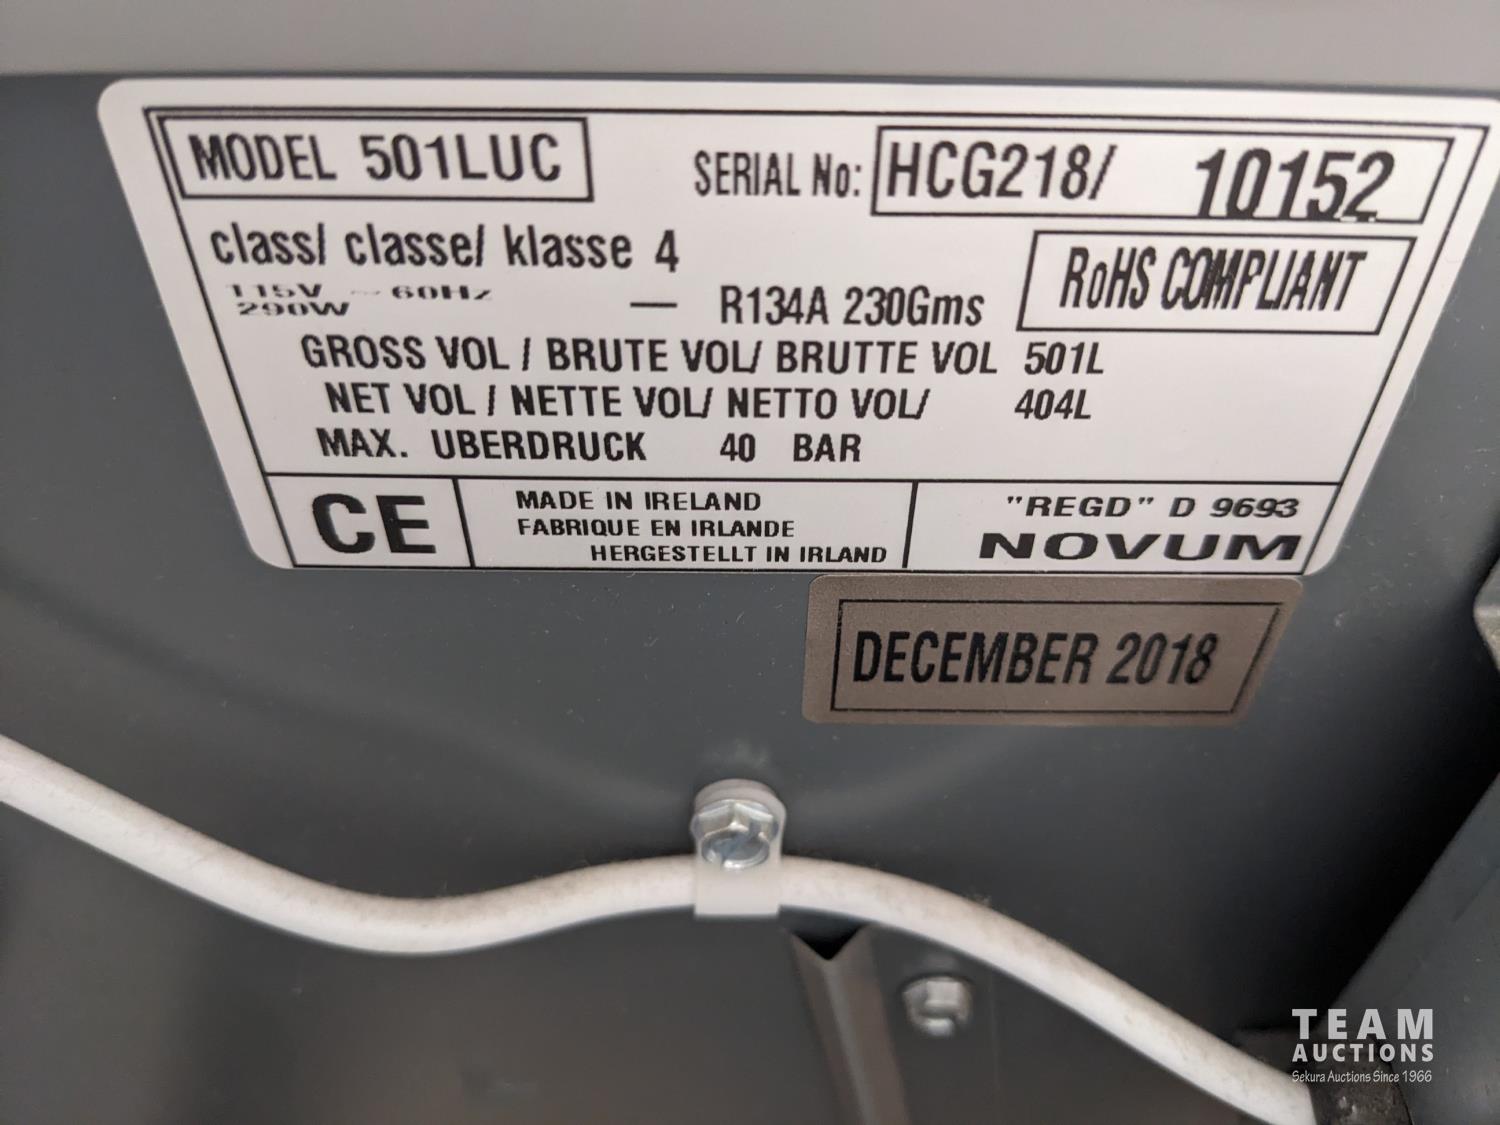 MODEL 501LUC
SERIAL No: HCG218/ 10152
class/ classe/ klasse 4
115V ~ 60Hz
290W
— R134A 230Gms
RoHS COMPLIANT
GROSS VOL / BRUTE VOL/ BRUTTE VOL 501L
NET VOL / NETTE VOL/ NETTO VOL/ 404L
MAX. UBERDRUCK 40 BAR
CE
MADE IN IRELAND
FABRIQUE EN IRLANDE
HERGESTELLT IN IRLAND
"REGD" D 9693
NOVUM
DECEMBER 2018
TEAM
AUCTIONS
Sekura Auctions Since 1966